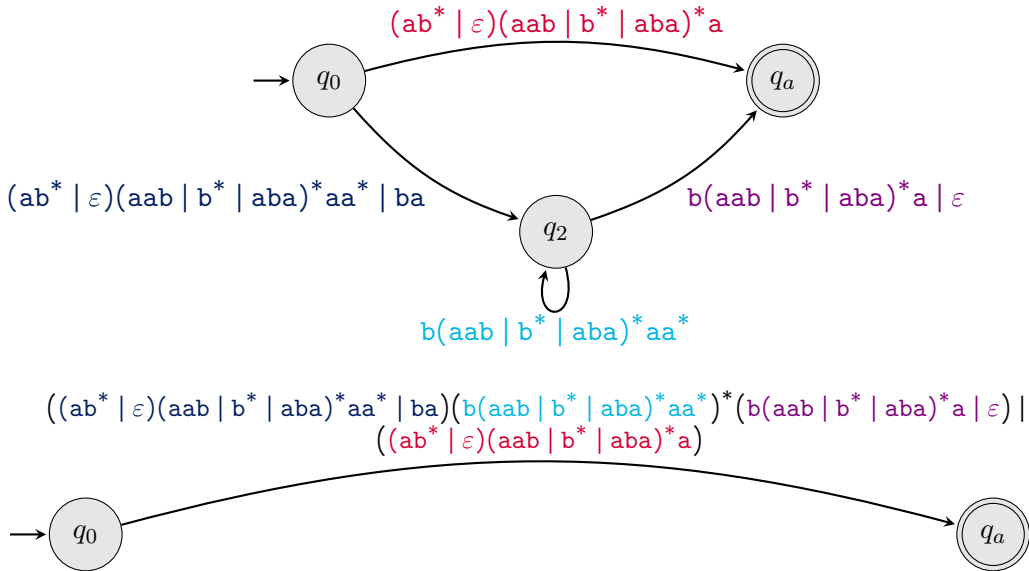 (ab* | ε)(aab | b* | aba)*a
q₀
qₐ
(ab* | ε)(aab | b* | aba)*aa* | ba
b(aab | b* | aba)*a | ε
q₂
b(aab | b* | aba)*aa*
((ab* | ε)(aab | b* | aba)*aa* | ba)(b(aab | b* | aba)*aa*)*(b(aab | b* | aba)*a | ε) |
((ab* | ε)(aab | b* | aba)*a)
q₀
qₐ